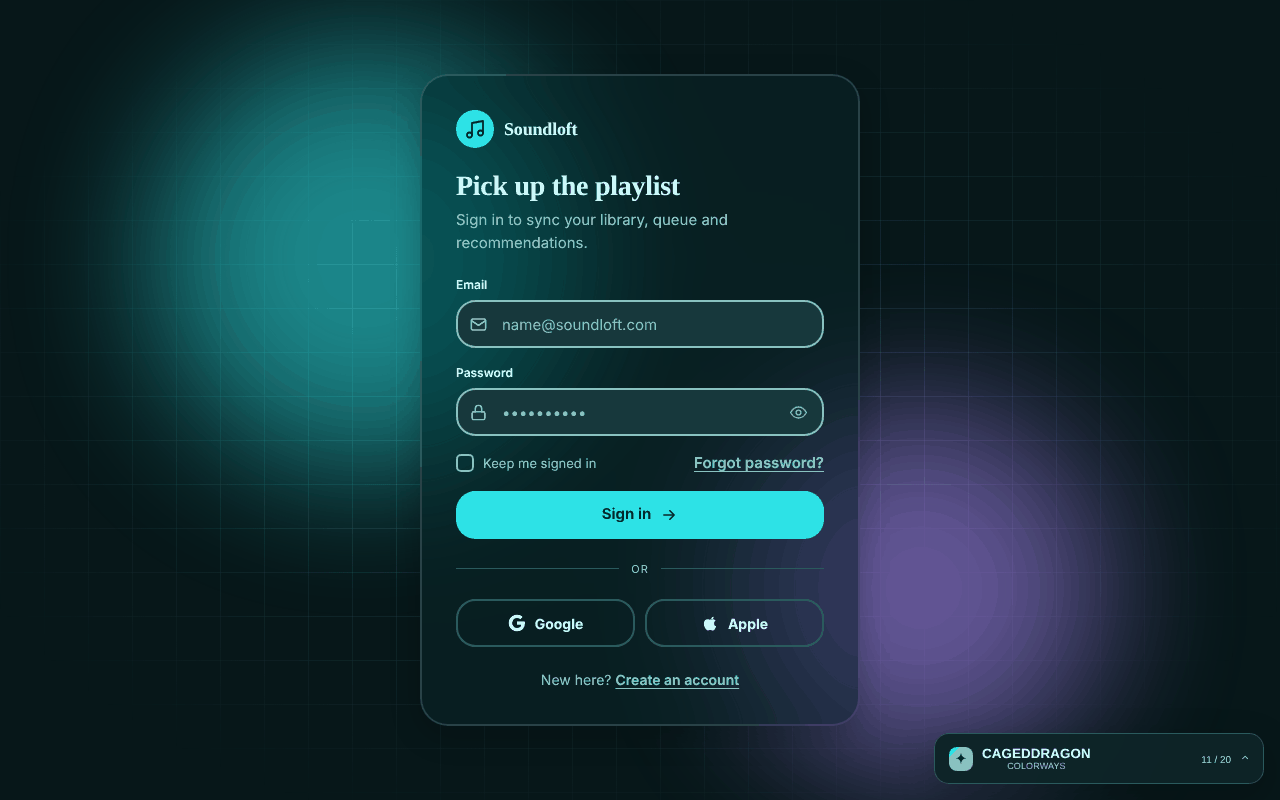 Soundloft
Pick up the playlist
Sign in to sync your library, queue and
recommendations.
Email
name@soundloft.com
Password
••••••••••
Keep me signed in
Forgot password?
Sign in →
OR
Google
Apple
New here? Create an account
CAGEDDRAGON
COLORWAYS
11 / 20